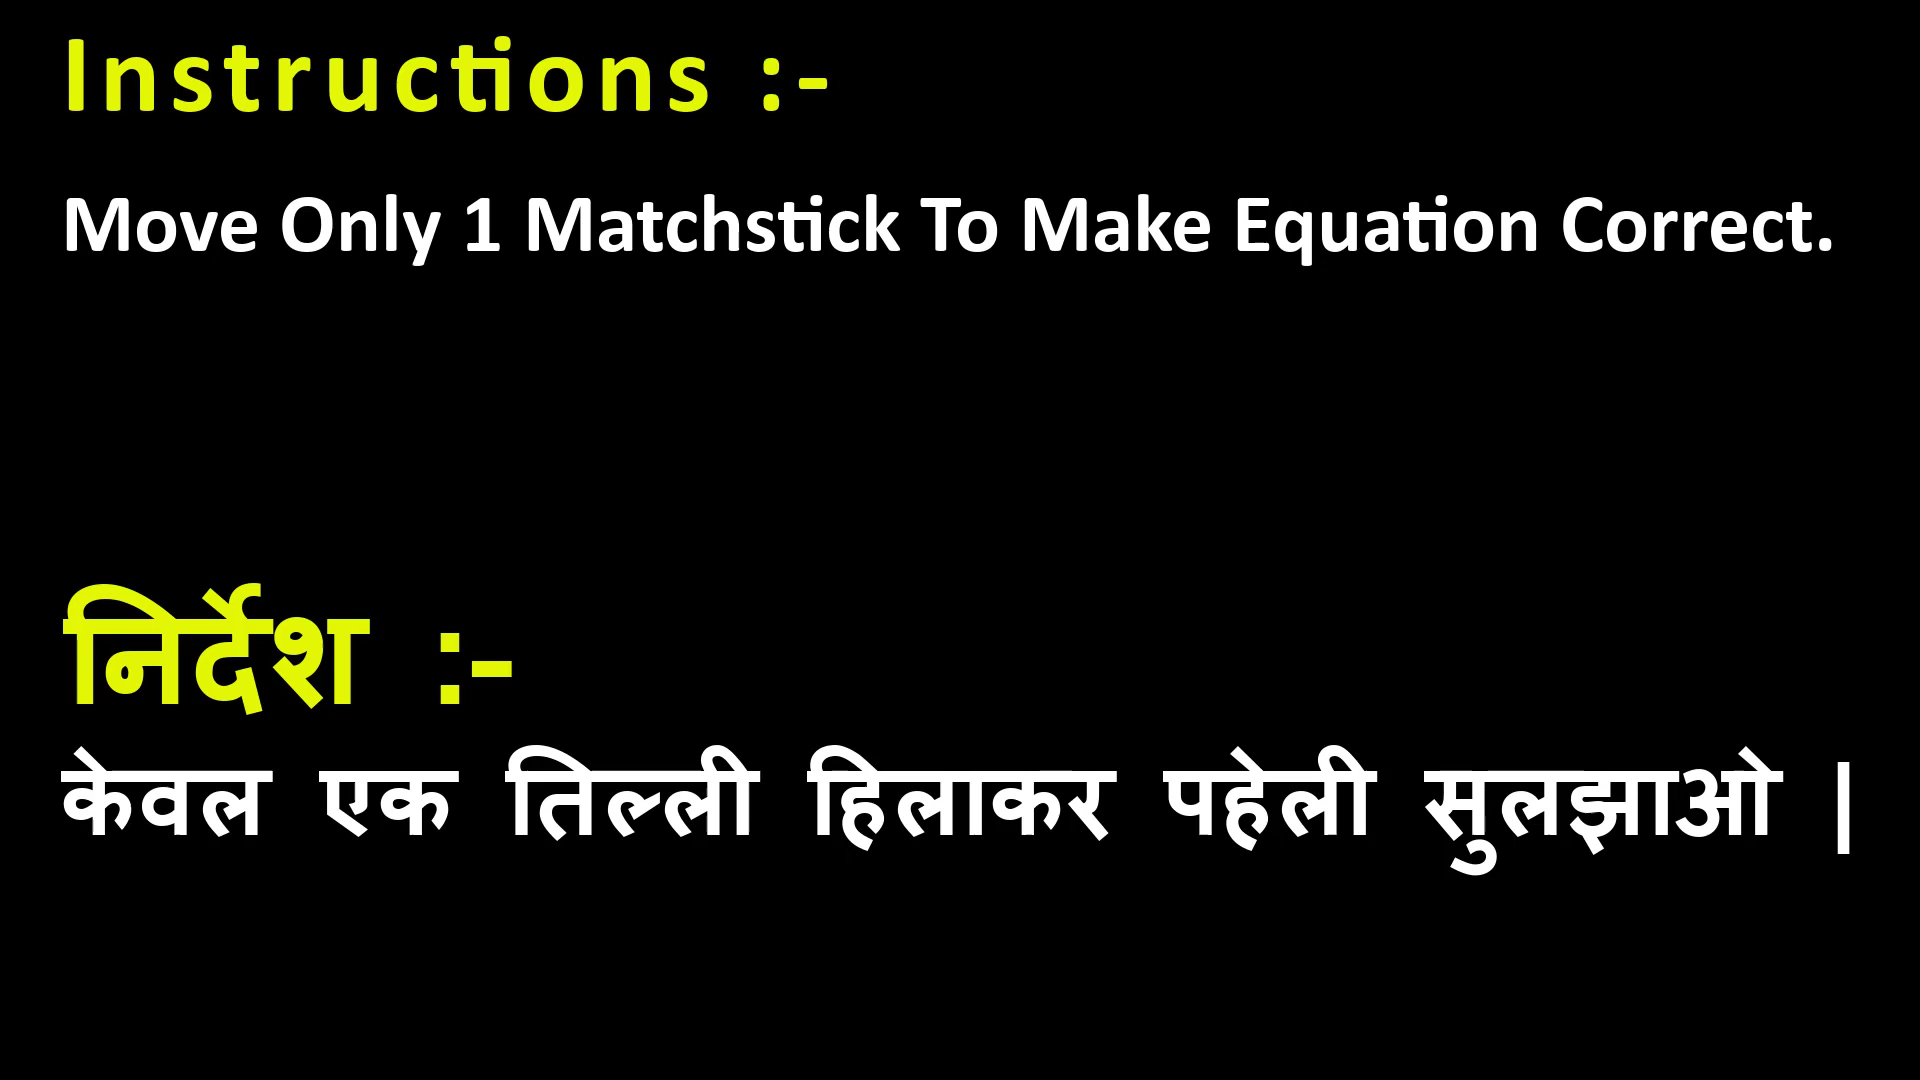 Instructions :-
Move Only 1 Matchstick To Make Equation Correct.
निर्देश :-
केवल एक तिल्ली हिलाकर पहेली सुलझाओ |